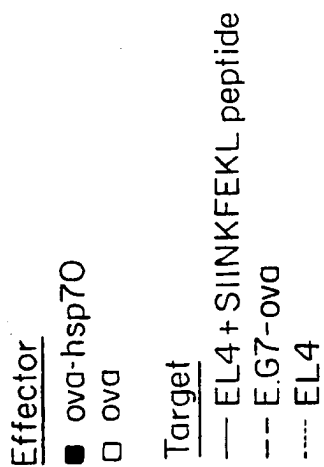 Effector
ova-hsp70
ova
Target
EL4+SIINKFEKL peptide
E.G7-ova
EL4